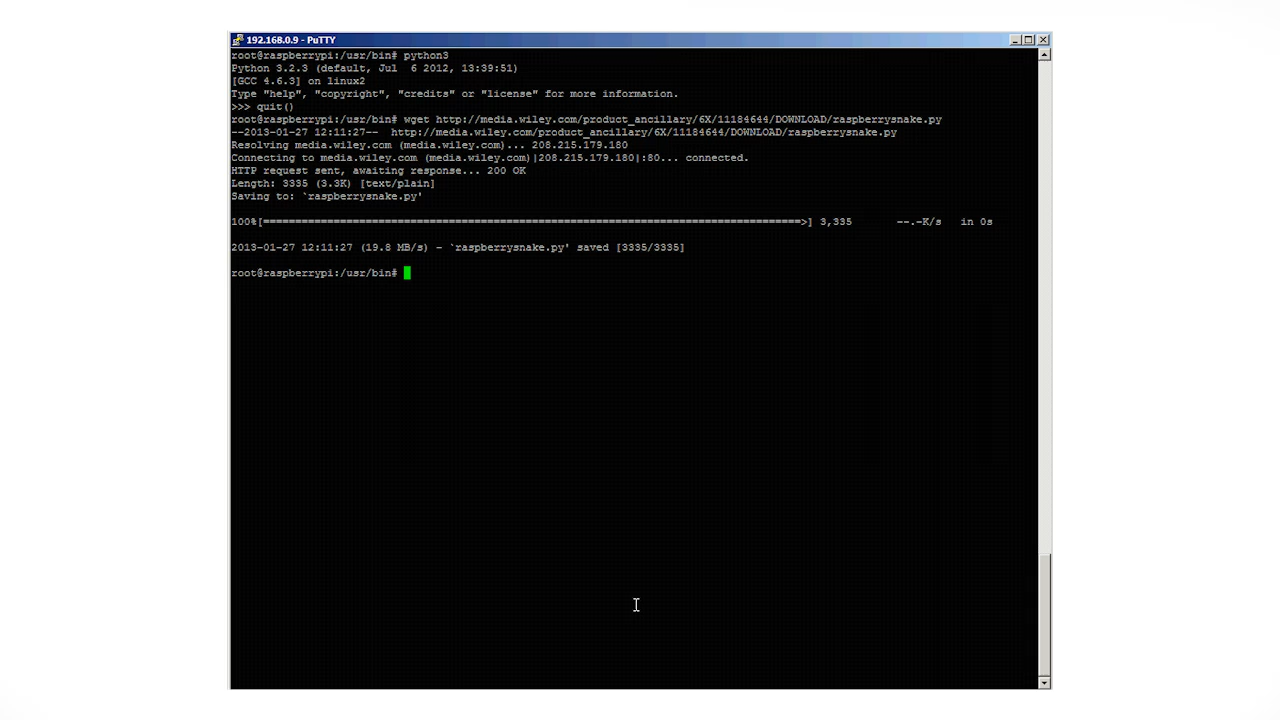 192.168.0.9 - PuTTY
root@raspberrypi:/usr/bin# python3
Python 3.2.3 (default, Jul  6 2012, 13:39:51)
[GCC 4.6.3] on linux2
Type "help", "copyright", "credits" or "license" for more information.
>>> quit()
root@raspberrypi:/usr/bin# wget http://media.wiley.com/product_ancillary/6X/11184644/DOWNLOAD/raspberrysnake.py
--2013-01-27 12:11:27--  http://media.wiley.com/product_ancillary/6X/11184644/DOWNLOAD/raspberrysnake.py
Resolving media.wiley.com (media.wiley.com)... 208.215.179.180
Connecting to media.wiley.com (media.wiley.com)|208.215.179.180|:80... connected.
HTTP request sent, awaiting response... 200 OK
Length: 3335 (3.3K) [text/plain]
Saving to: `raspberrysnake.py'
100%[====================================================================================>] 3,335       --.-K/s   in 0s
2013-01-27 12:11:27 (19.8 MB/s) - `raspberrysnake.py' saved [3335/3335]
root@raspberrypi:/usr/bin#